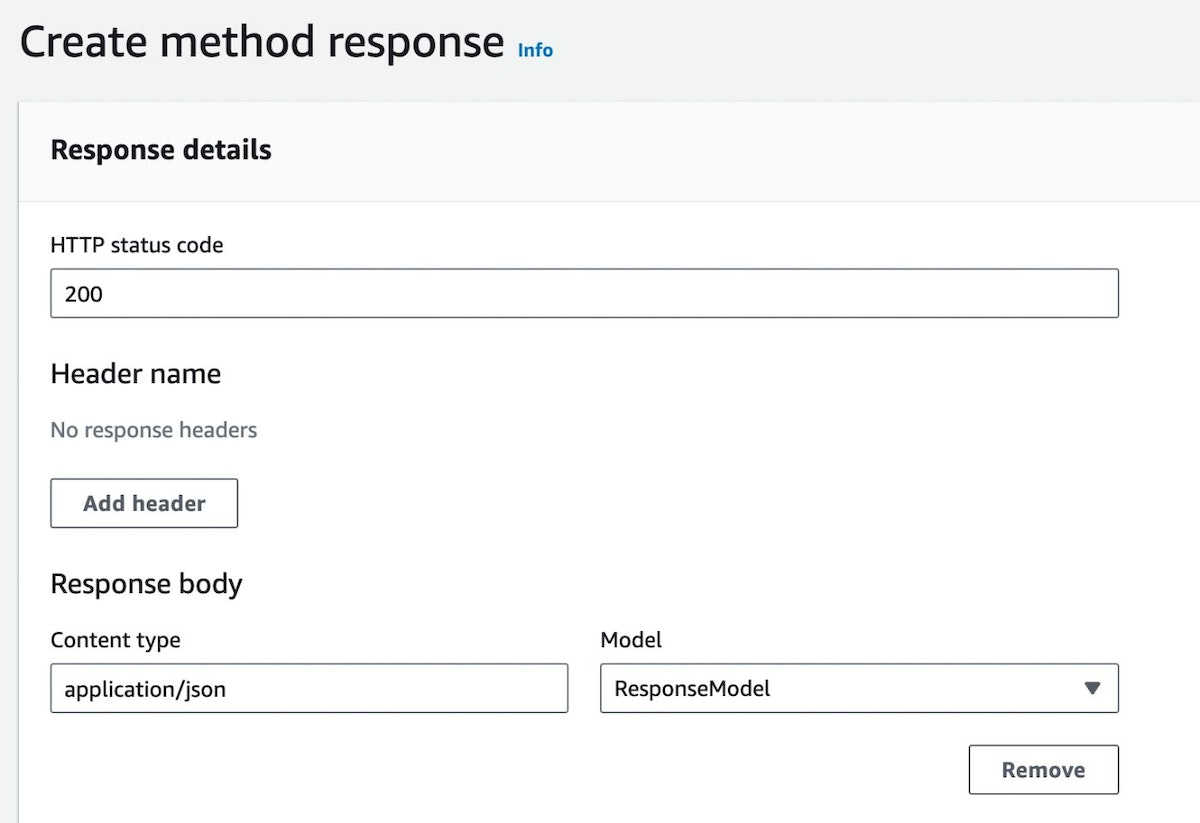 Create method response Info
Response details
HTTP status code
200
Header name
No response headers
Add header
Response body
Content type Model
application/json ResponseModel
Remove